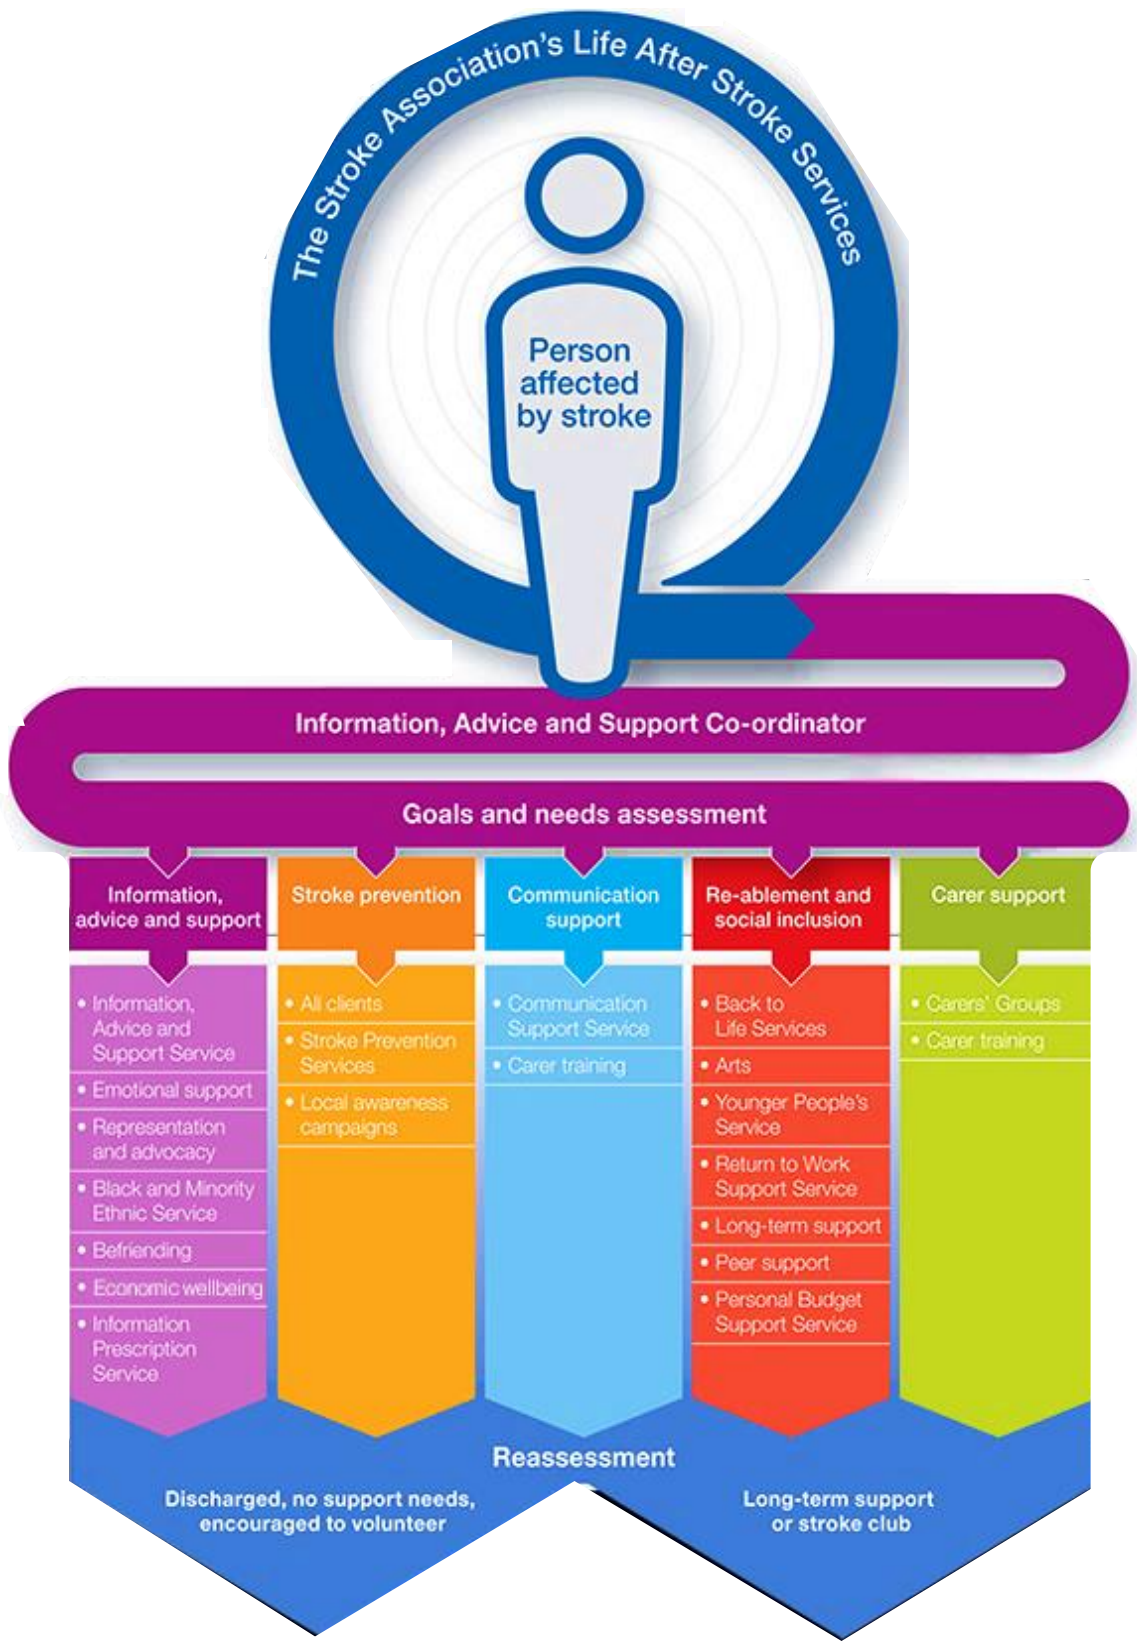 The Stroke Association's Life After Stroke Services
Person
affected
by stroke
Information, Advice and Support Co-ordinator
Goals and needs assessment
Information,
advice and support
• Information,
Advice and
Support Service
• Emotional support
• Representation
and advocacy
• Black and Minority
Ethnic Service
• Befriending
• Economic wellbeing
• Information
Prescription
Service
Stroke prevention
• All clients
• Stroke Prevention
Services
• Local awareness
campaigns
Communication
support
• Communication
Support Service
• Carer training
Re-ablement and
social inclusion
• Back to
Life Services
• Arts
• Younger People's
Service
• Return to Work
Support Service
• Long-term support
• Peer support
• Personal Budget
Support Service
Carer support
• Carers' Groups
• Carer training
Reassessment
Discharged, no support needs,
encouraged to volunteer
Long-term support
or stroke club